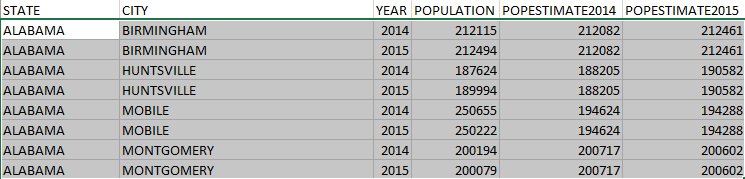 STATE CITY YEAR POPULATION POPESTIMATE2014 POPESTIMATE2015
ALABAMA BIRMINGHAM 2014 212115 212082 212461
ALABAMA BIRMINGHAM 2015 212494 212082 212461
ALABAMA HUNTSVILLE 2014 187624 188205 190582
ALABAMA HUNTSVILLE 2015 189994 188205 190582
ALABAMA MOBILE 2014 250655 194624 194288
ALABAMA MOBILE 2015 250222 194624 194288
ALABAMA MONTGOMERY 2014 200194 200717 200602
ALABAMA MONTGOMERY 2015 200079 200717 200602